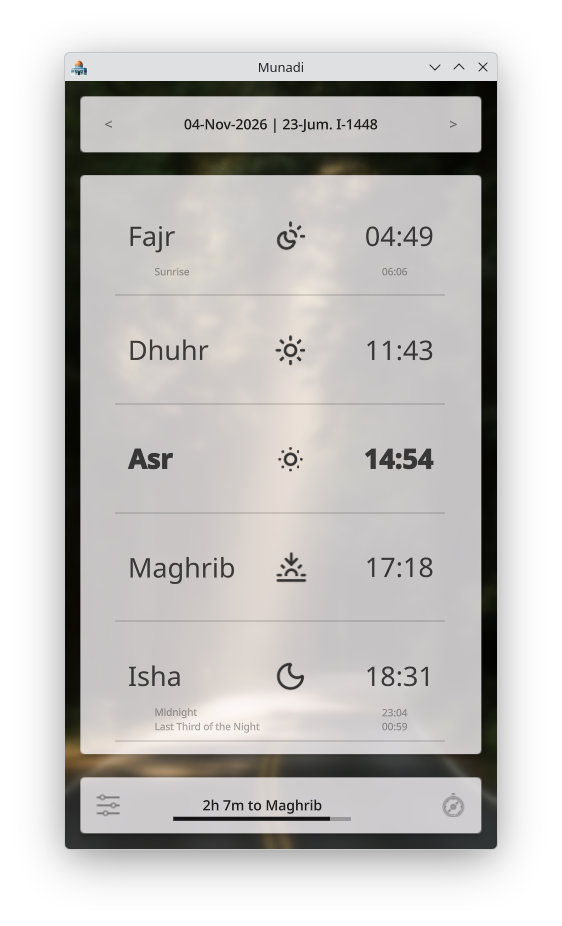 Munadi
< 04-Nov-2026 | 23-Jum. I-1448 >
Fajr 04:49
Sunrise 06:06
Dhuhr 11:43
Asr 14:54
Maghrib 17:18
Isha 18:31
Midnight 23:04
Last Third of the Night 00:59
2h 7m to Maghrib